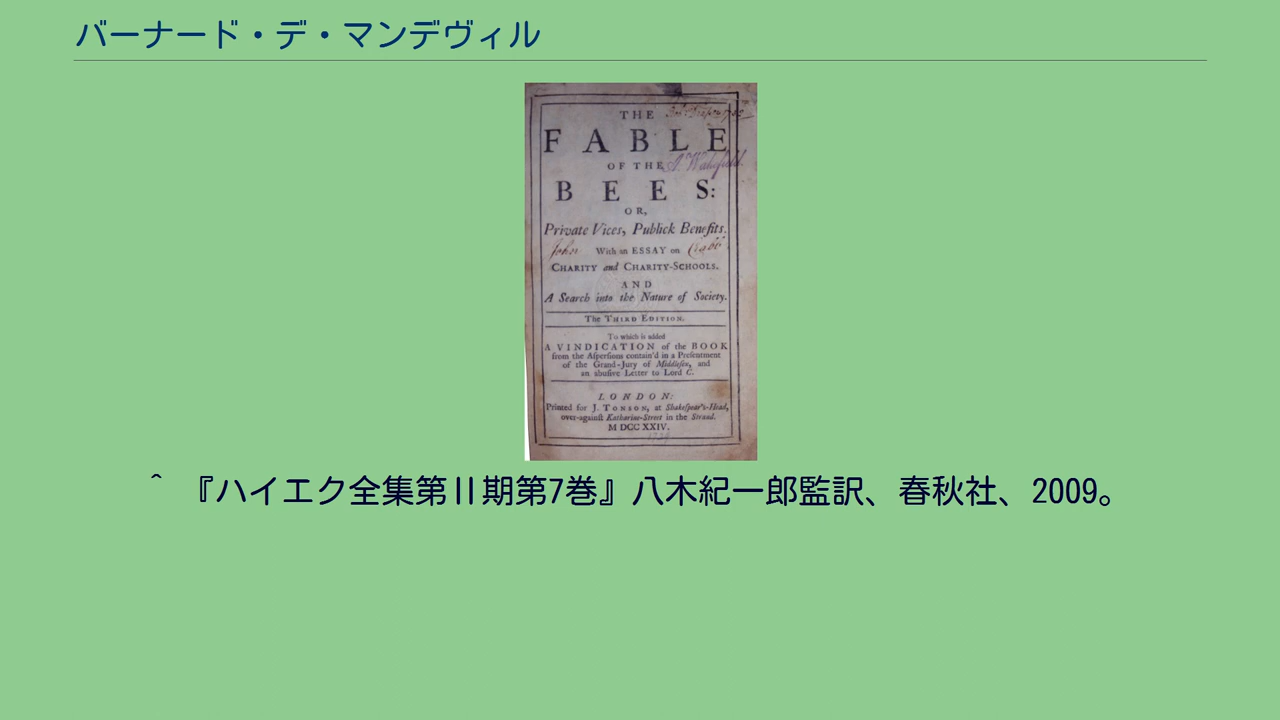 バーナード・デ・マンデヴィル
THE
FABLE
OF THE
BEES:
OR,
Private Vices, Publick Benefits.
With an ESSAY on
CHARITY and CHARITY-SCHOOLS.
AND
A Search into the Nature of Society.
The THIRD EDITION.
To which is added
A VINDICATION of the BOOK
from the Aſperſions contain'd in a Preſentment
of the Grand-Jury of Middleſex, and
an abuſive Letter to Lord C.
LONDON:
Printed for J. TONSON, at Shakeſpear's-Head,
over-againſt Katharine-Street in the Strand.
M DCC XXIV.
^ 『ハイエク全集第Ⅱ期第7巻』八木紀一郎監訳、春秋社、2009。